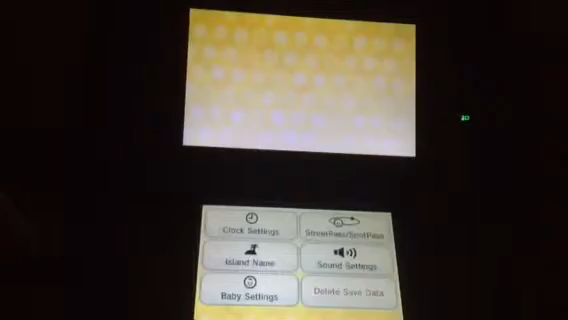 Clock Settings
StreetPass/SpotPass
Island Name
Sound Settings
Baby Settings
Delete Save Data